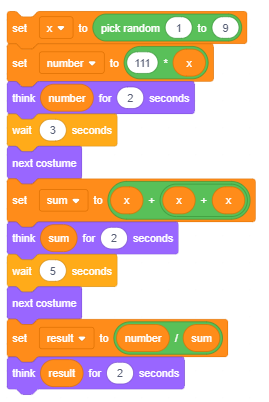 set x to pick random 1 to 9
set number to 111 * x
think number for 2 seconds
wait 3 seconds
next costume
set sum to x + x + x
think sum for 2 seconds
wait 5 seconds
next costume
set result to number / sum
think result for 2 seconds